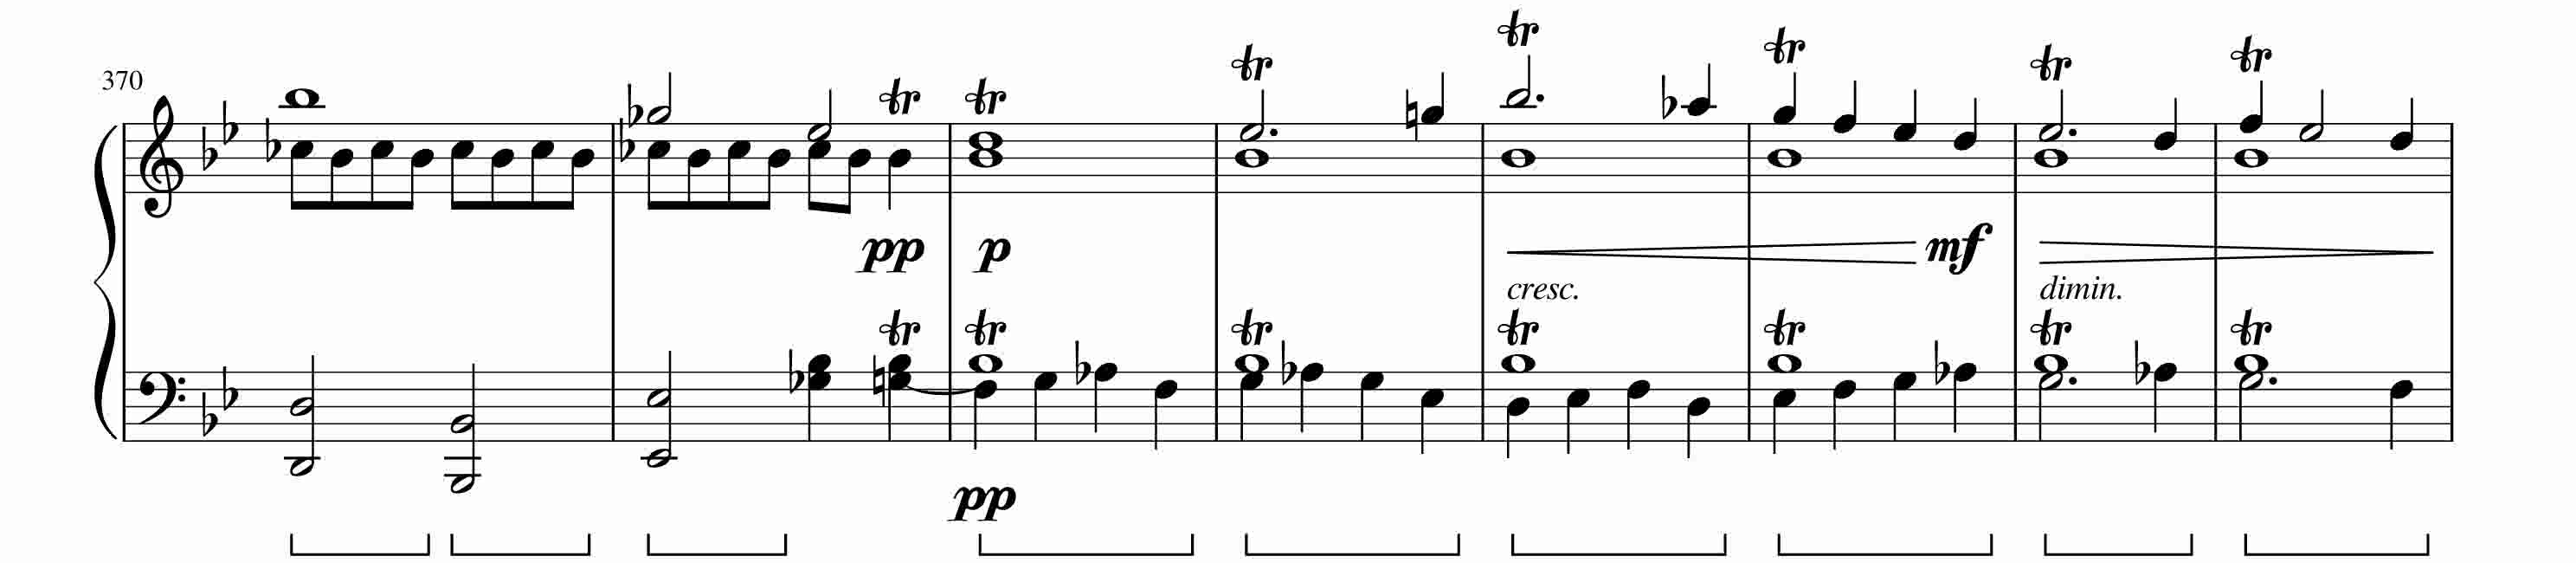 370
tr tr tr tr tr tr tr
pp p mf
cresc. dimin.
tr tr tr tr tr tr tr
pp